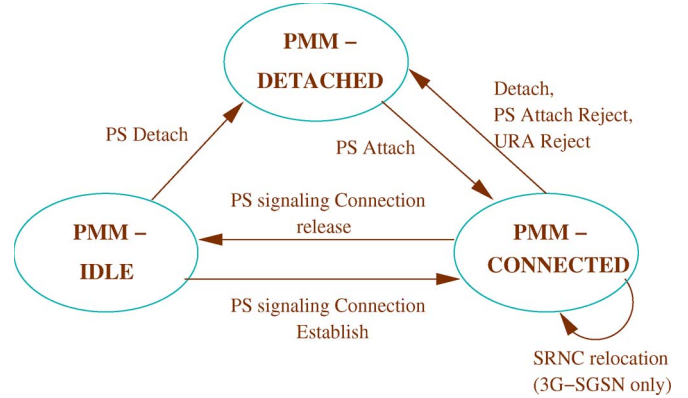 PMM –
DETACHED
Detach,
PS Attach Reject,
URA Reject
PS Detach
PS Attach
PS signaling Connection
release
PMM –
IDLE
PMM –
CONNECTED
PS signaling Connection
Establish
SRNC relocation
(3G–SGSN only)